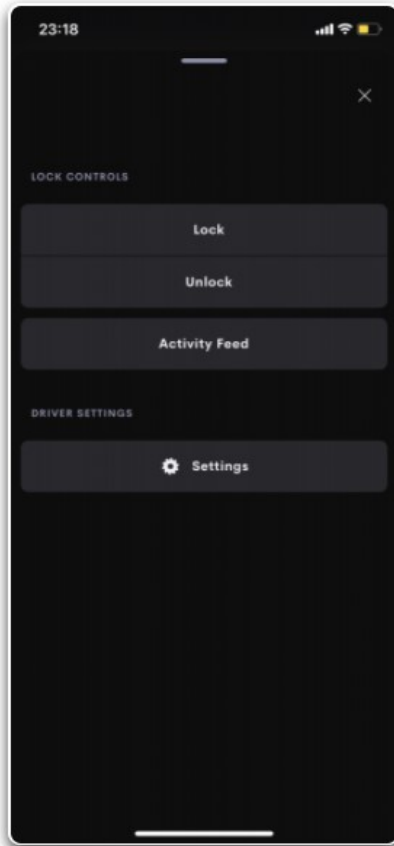 23:18
LOCK CONTROLS
Lock
Unlock
Activity Feed
DRIVER SETTINGS
Settings